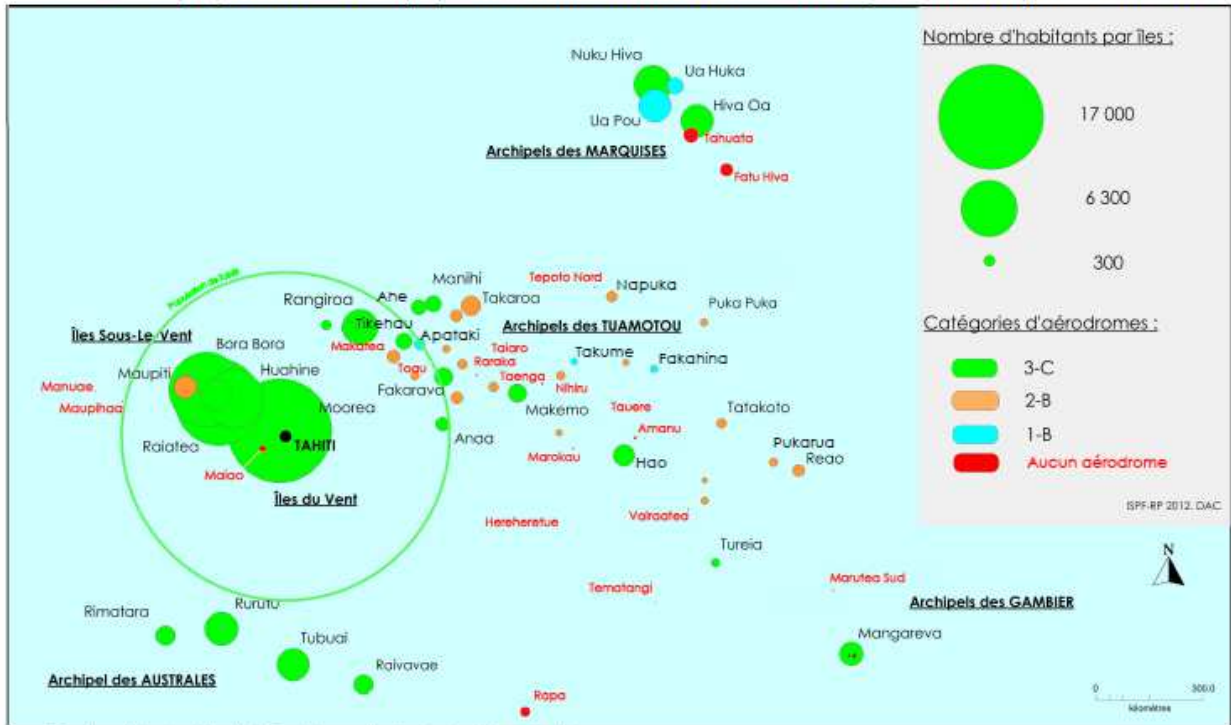 Nuku Hiva
Ua Huka
Hiva Oa
Ua Pou
Tahuata
Archipels des MARQUISES
Fatu Hiva
Nombre d'habitants par îles :
17 000
6 300
300
Catégories d'aérodromes :
3-C
2-B
1-B
Aucun aérodrome
ISPF-RP 2012. DAC
Manihi
Tepoto Nord
Napuka
Ahe
Takaroa
Rangiroa
Puka Puka
Tikehau
Apataki
Archipels des TUAMOTOU
Îles Sous-Le Vent
Bora Bora
Makatea
Taiaro
Takume
Fakahina
Maupiti
Huahine
Toau
Raraka
Taenga
Nihiru
Manuae
Fakarava
Maupihaa
Moorea
Makemo
Tauere
Tatakoto
Raiatea
TAHITI
Anaa
Amanu
Marokau
Hao
Pukarua
Reao
Maiao
Îles du Vent
Hereheretue
Vairaatea
Tureia
N
Tematangi
Marutea Sud
Archipels des GAMBIER
Rimatara
Rurutu
Tubuai
Mangareva
Raivavae
Archipel des AUSTRALES
Rapa
0
300.0
kilomètres